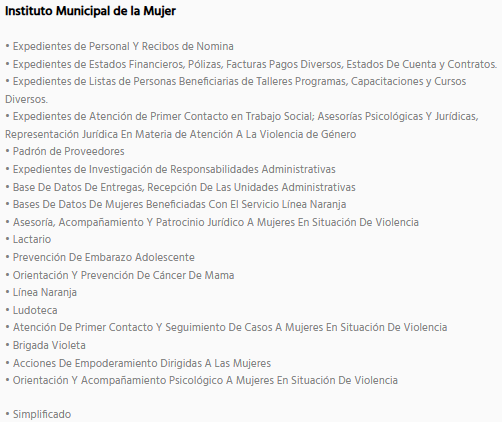 Instituto Municipal de la Mujer
• Expedientes de Personal Y Recibos de Nomina
• Expedientes de Estados Financieros, Pólizas, Facturas Pagos Diversos, Estados De Cuenta y Contratos.
• Expedientes de Listas de Personas Beneficiarias de Talleres Programas, Capacitaciones y Cursos
Diversos.
• Expedientes de Atención de Primer Contacto en Trabajo Social; Asesorías Psicológicas Y Jurídicas,
Representación Jurídica En Materia de Atención A La Violencia de Género
• Padrón de Proveedores
• Expedientes de Investigación de Responsabilidades Administrativas
• Base De Datos De Entregas, Recepción De Las Unidades Administrativas
• Bases De Datos De Mujeres Beneficiadas Con El Servicio Línea Naranja
• Asesoría, Acompañamiento Y Patrocinio Jurídico A Mujeres En Situación De Violencia
• Lactario
• Prevención De Embarazo Adolescente
• Orientación Y Prevención De Cáncer De Mama
• Línea Naranja
• Ludoteca
• Atención De Primer Contacto Y Seguimiento De Casos A Mujeres En Situación De Violencia
• Brigada Violeta
• Acciones De Empoderamiento Dirigidas A Las Mujeres
• Orientación Y Acompañamiento Psicológico A Mujeres En Situación De Violencia
• Simplificado